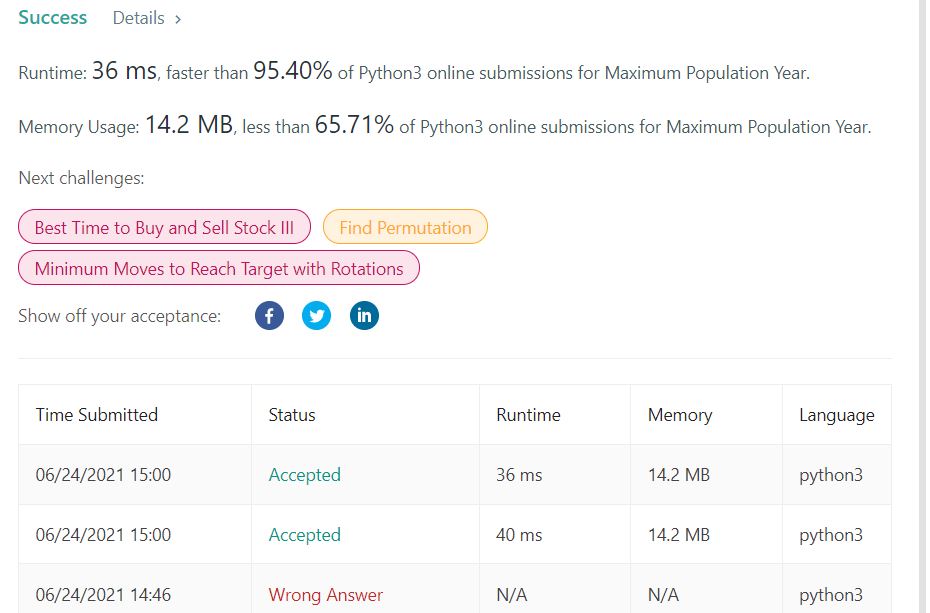 Success Details >
Runtime: 36 ms, faster than 95.40% of Python3 online submissions for Maximum Population Year.
Memory Usage: 14.2 MB, less than 65.71% of Python3 online submissions for Maximum Population Year.
Next challenges:
Best Time to Buy and Sell Stock III Find Permutation
Minimum Moves to Reach Target with Rotations
Show off your acceptance: f in
Time Submitted Status Runtime Memory Language
06/24/2021 15:00 Accepted 36 ms 14.2 MB python3
06/24/2021 15:00 Accepted 40 ms 14.2 MB python3
06/24/2021 14:46 Wrong Answer N/A N/A python3